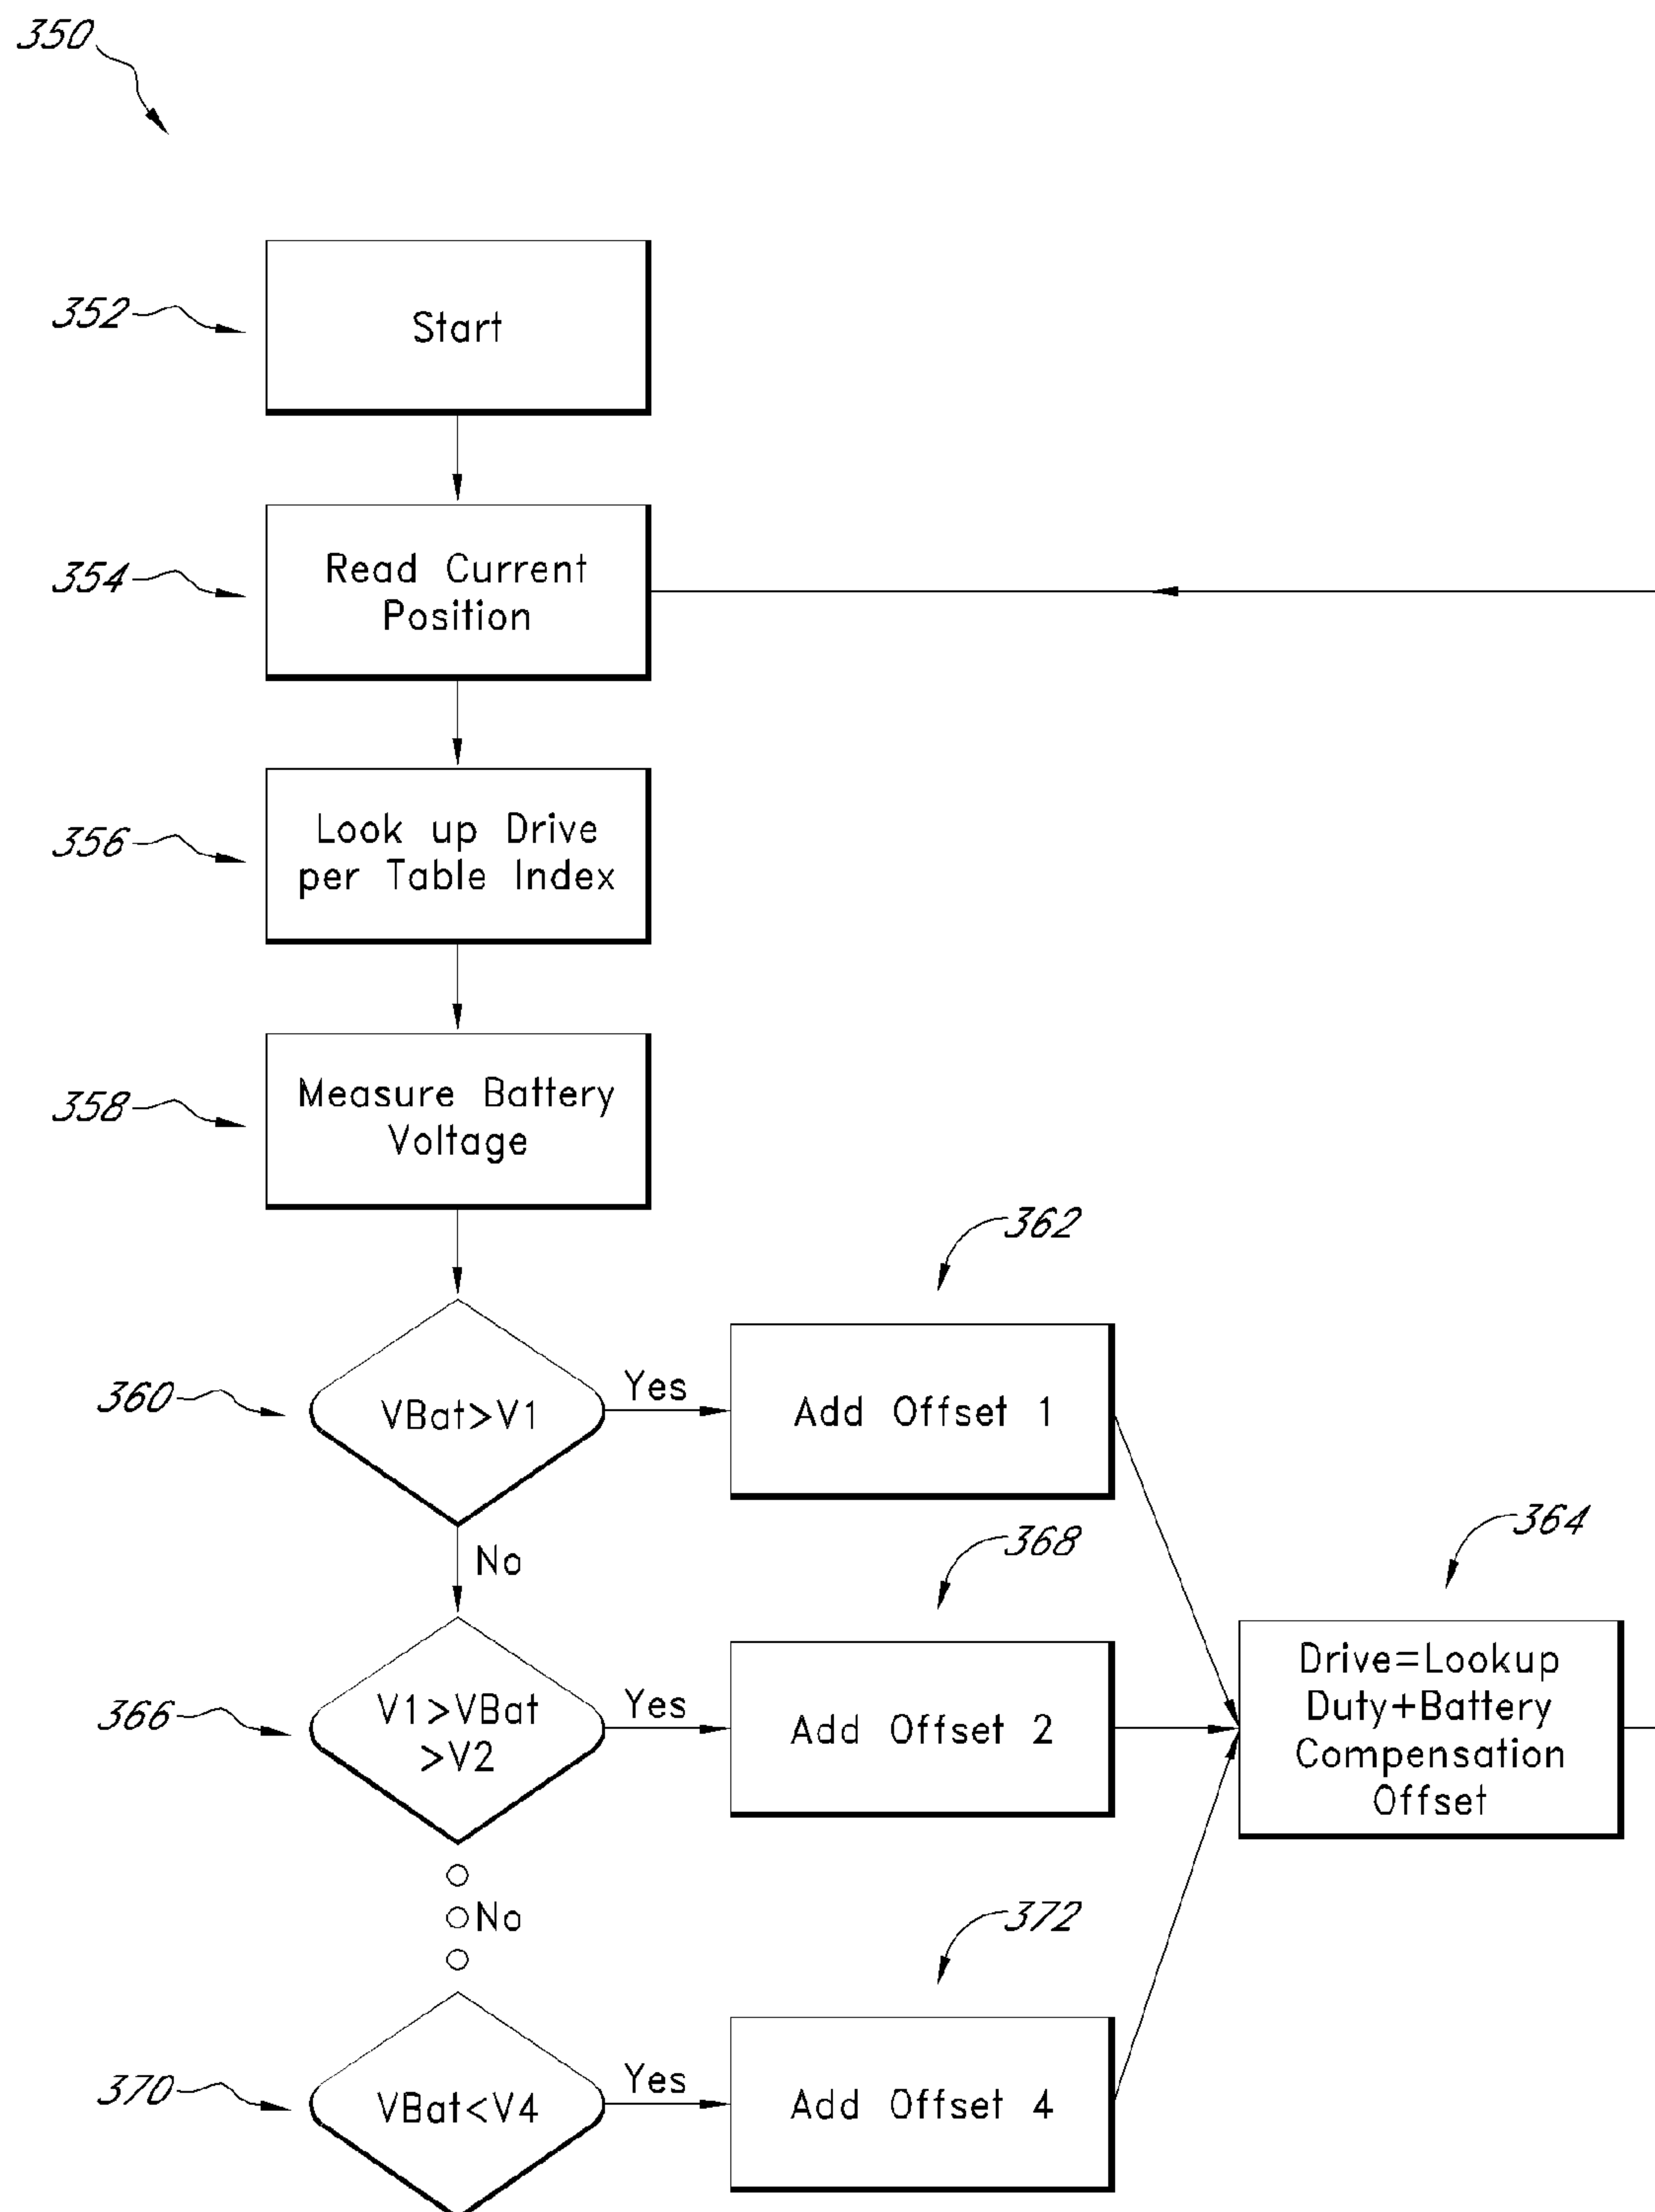 350
352
Start
354
Read Current
Position
356
Look up Drive
per Table Index
358
Measure Battery
Voltage
362
360
VBat>V1
Yes
Add Offset 1
No
368
364
366
V1>VBat
>V2
Yes
Add Offset 2
Drive=Lookup
Duty+Battery
Compensation
Offset
No
372
370
VBat<V4
Yes
Add Offset 4